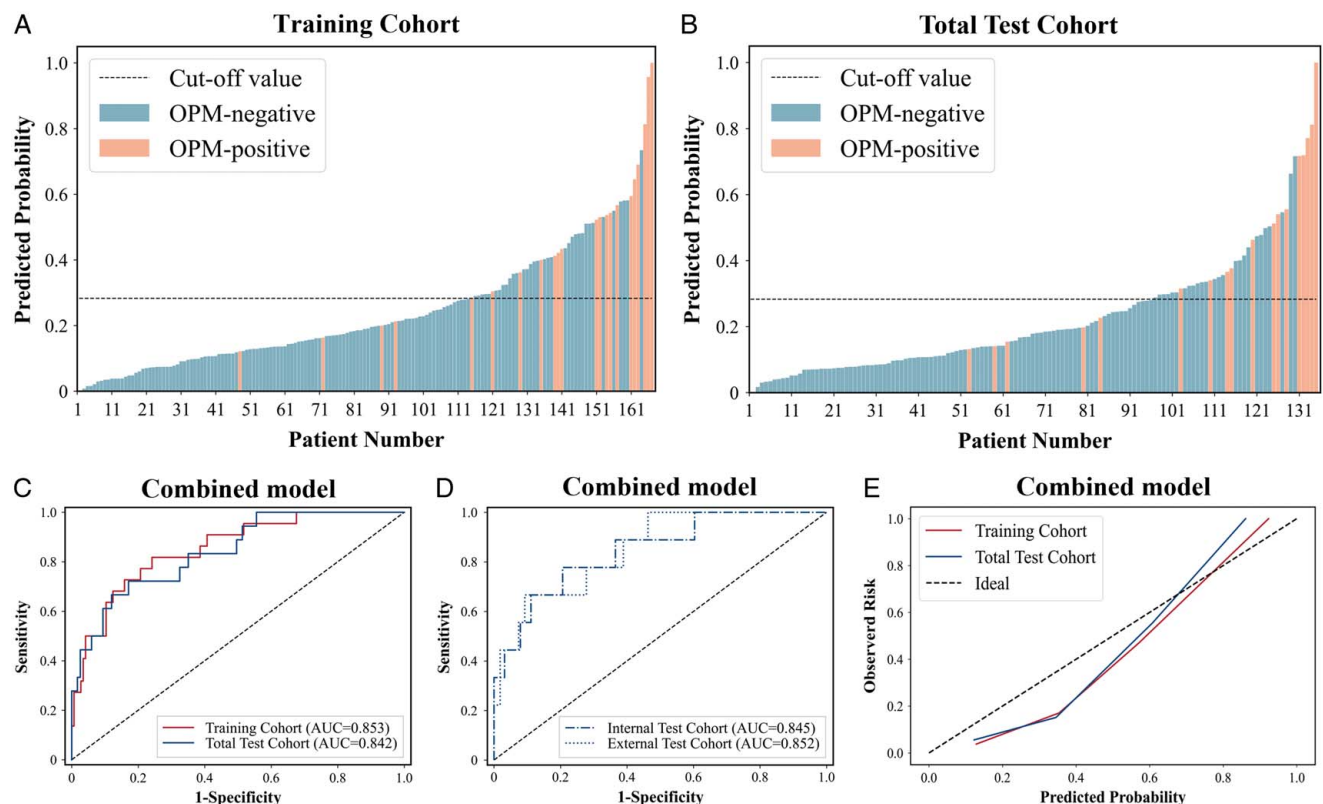 A
Training Cohort
Predicted Probability
1.0
0.8
0.6
0.4
0.2
0
Cut-off value
OPM-negative
OPM-positive
1 11 21 31 41 51 61 71 81 91 101 111 121 131 141 151 161
Patient Number
B
Total Test Cohort
Predicted Probability
1.0
0.8
0.6
0.4
0.2
0
Cut-off value
OPM-negative
OPM-positive
1 11 21 31 41 51 61 71 81 91 101 111 121 131
Patient Number
C
Combined model
Sensitivity
1.0
0.8
0.6
0.4
0.2
0
Training Cohort (AUC=0.853)
Total Test Cohort (AUC=0.842)
0 0.2 0.4 0.6 0.8 1.0
1-Specificity
D
Combined model
Sensitivity
1.0
0.8
0.6
0.4
0.2
0
Internal Test Cohort (AUC=0.845)
External Test Cohort (AUC=0.852)
0 0.2 0.4 0.6 0.8 1.0
1-Specificity
E
Combined model
Observerd Risk
1.0
0.8
0.6
0.4
0.2
0.0
Training Cohort
Total Test Cohort
Ideal
0.0 0.2 0.4 0.6 0.8 1.0
Predicted Probability